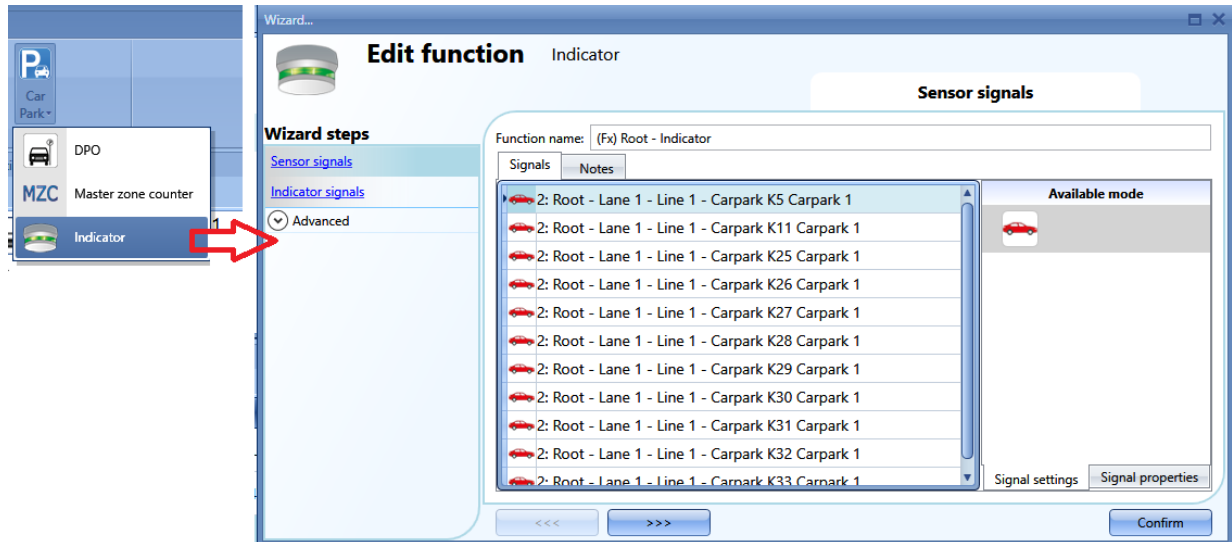 Car
Park
DPO
MZC Master zone counter
Indicator
1
Wizard...
Edit function Indicator
Sensor signals
Wizard steps
Sensor signals
Indicator signals
Advanced
Function name: (Fx) Root - Indicator
Signals Notes
2: Root - Lane 1 - Line 1 - Carpark K5 Carpark 1
2: Root - Lane 1 - Line 1 - Carpark K11 Carpark 1
2: Root - Lane 1 - Line 1 - Carpark K25 Carpark 1
2: Root - Lane 1 - Line 1 - Carpark K26 Carpark 1
2: Root - Lane 1 - Line 1 - Carpark K27 Carpark 1
2: Root - Lane 1 - Line 1 - Carpark K28 Carpark 1
2: Root - Lane 1 - Line 1 - Carpark K29 Carpark 1
2: Root - Lane 1 - Line 1 - Carpark K30 Carpark 1
2: Root - Lane 1 - Line 1 - Carpark K31 Carpark 1
2: Root - Lane 1 - Line 1 - Carpark K32 Carpark 1
2: Root - Lane 1 - Line 1 - Carpark K33 Carpark 1
Available mode
Signal settings Signal properties
<<< >>> Confirm